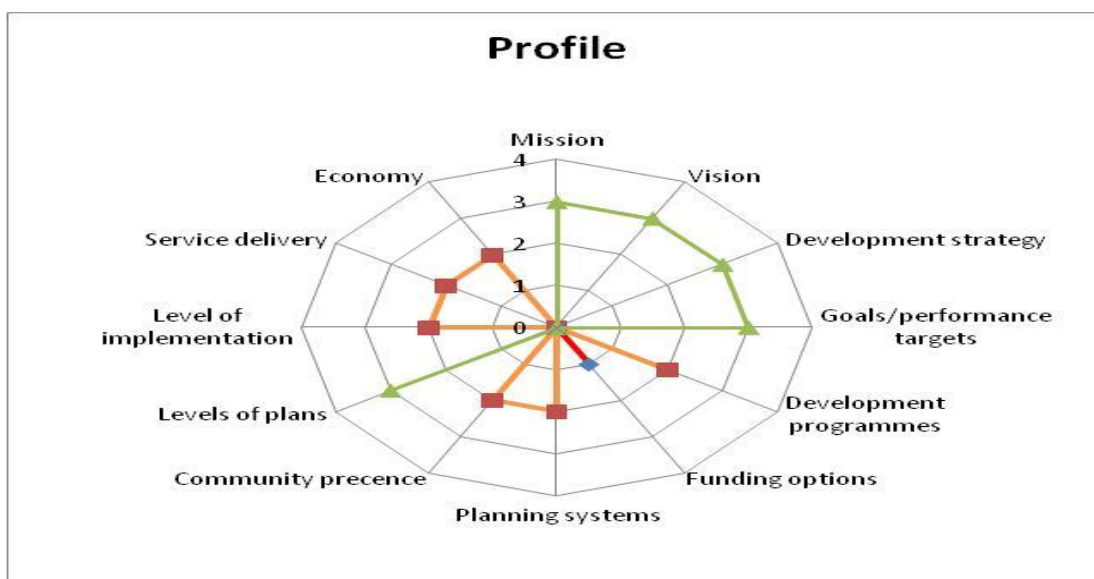 Profile
Mission
Vision
Development strategy
Goals/performance
targets
Development
programmes
Funding options
Planning systems
Community precence
Levels of plans
Level of
implementation
Service delivery
Economy
4
3
2
1
0